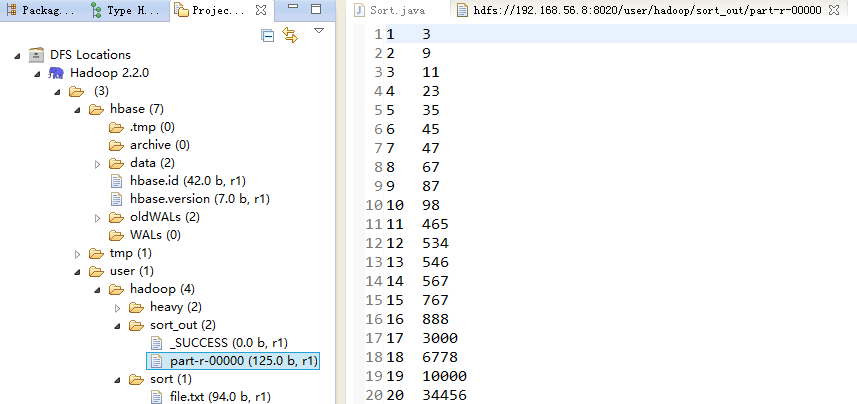 Packag...
Type H...
Projec...
DFS Locations
Hadoop 2.2.0
(3)
hbase (7)
.tmp (0)
archive (0)
data (2)
hbase.id (42.0 b, r1)
hbase.version (7.0 b, r1)
oldWALs (2)
WALs (0)
tmp (1)
user (1)
hadoop (4)
heavy (2)
sort_out (2)
_SUCCESS (0.0 b, r1)
part-r-00000 (125.0 b, r1)
sort (1)
file.txt (94.0 b, r1)
Sort.java
hdfs://192.168.56.8:8020/user/hadoop/sort_out/part-r-00000
1 1 3
2 2 9
3 3 11
4 4 23
5 5 35
6 6 45
7 7 47
8 8 67
9 9 87
10 10 98
11 11 465
12 12 534
13 13 546
14 14 567
15 15 767
16 16 888
17 17 3000
18 18 6778
19 19 10000
20 20 34456